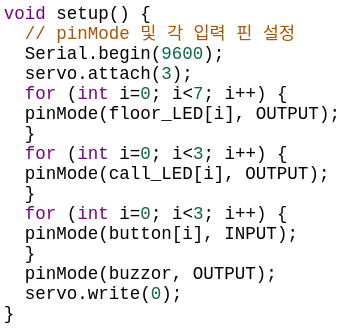 void setup() {
  // pinMode 및 각 입력 핀 설정
  Serial.begin(9600);
  servo.attach(3);
  for (int i=0; i<7; i++) {
  pinMode(floor_LED[i], OUTPUT);
  }
  for (int i=0; i<3; i++) {
  pinMode(call_LED[i], OUTPUT);
  }
  for (int i=0; i<3; i++) {
  pinMode(button[i], INPUT);
  }
  pinMode(buzzor, OUTPUT);
  servo.write(0);
}